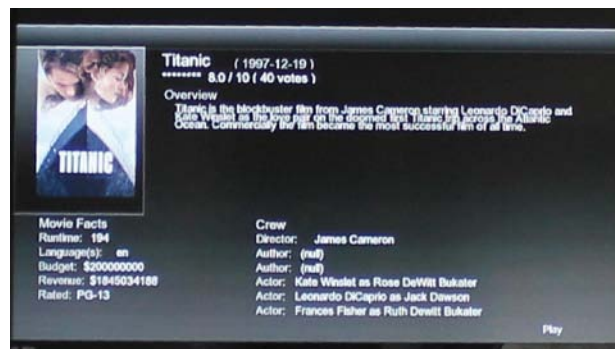 Titanic (1997-12-19)
******** 8.0 / 10 ( 40 votes )
Overview
Titanic is the blockbuster film from James Cameron starring Leonardo DiCaprio and
Kate Winslet as the love pair on the doomed first Titanic trip across the Atlantic
Ocean. Commercially the film became the most successful film of all time.
TITANIC
Movie Facts
Runtime: 194
Language(s): en
Budget: $200000000
Revenue: $1845034188
Rated: PG-13
Crew
Director: James Cameron
Author: (null)
Author: (null)
Actor: Kate Winslet as Rose DeWitt Bukater
Actor: Leonardo DiCaprio as Jack Dawson
Actor: Frances Fisher as Ruth Dewitt Bukater
Play